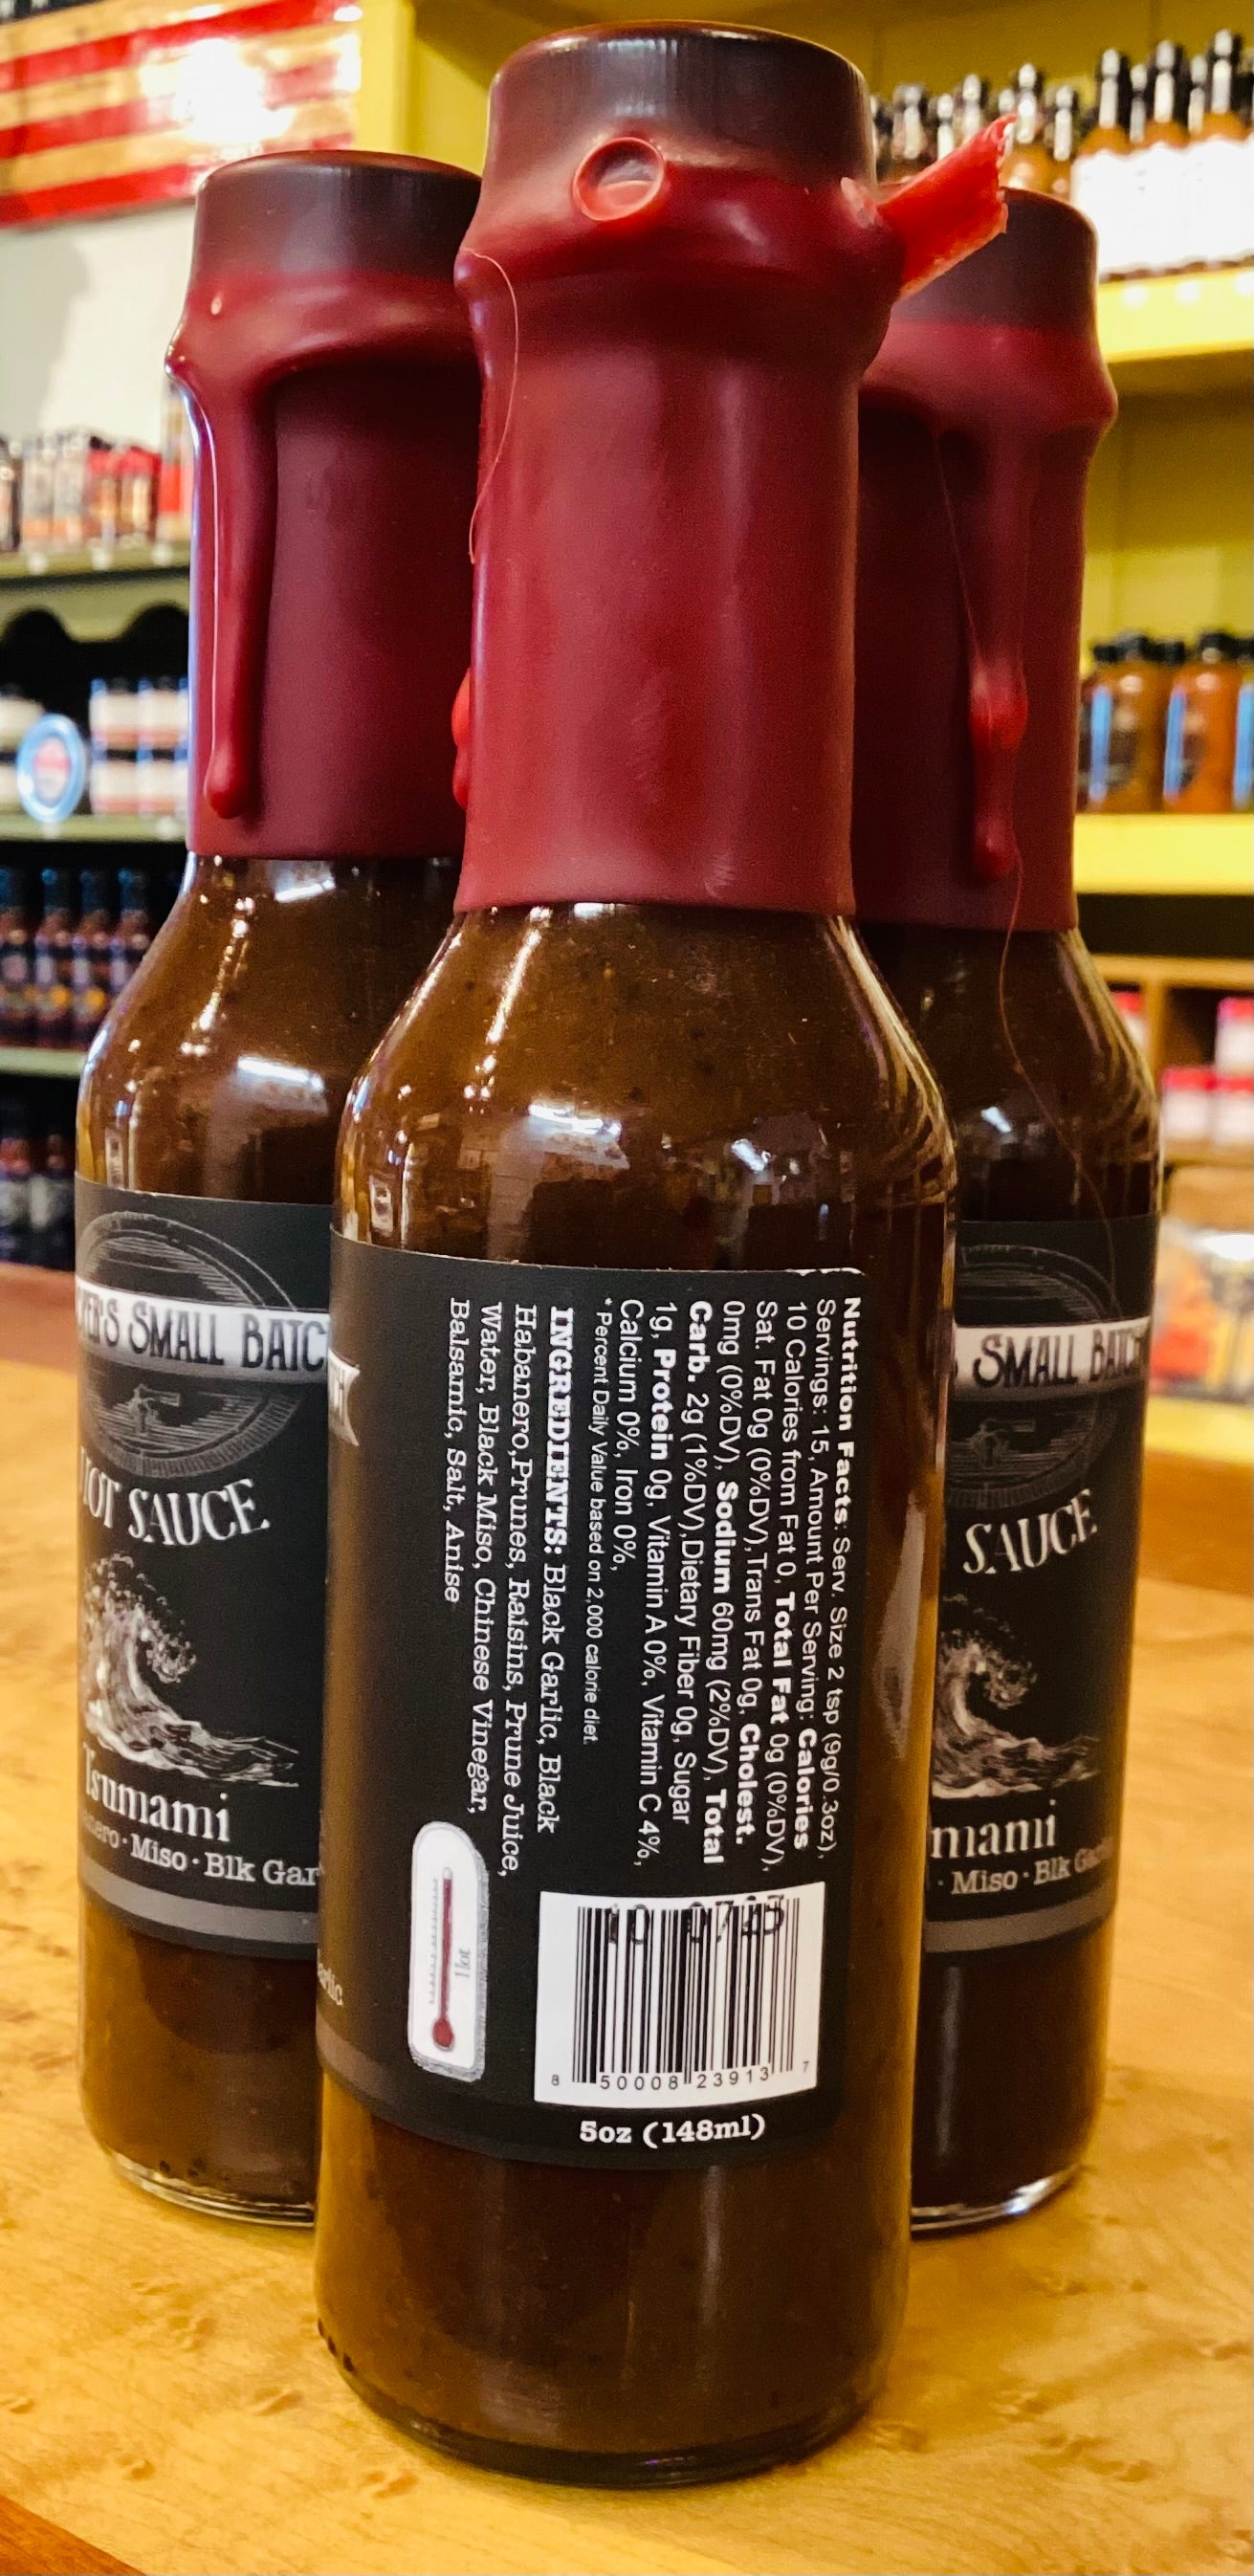 SMALL BATC
HOT SAUCE
Tsumami
Miso · Blk Gar
Nutrition Facts: Serv. Size 2 tsp (9g/0.3oz),
Servings: 15, Amount Per Serving: Calories
10 Calories from Fat 0, Total Fat 0g (0%DV),
Sat. Fat 0g (0%DV),Trans Fat 0g, Cholest.
0mg (0%DV), Sodium 60mg (2%DV), Total
Carb. 2g (1%DV),Dietary Fiber 0g, Sugar
1g, Protein 0g, Vitamin A 0%, Vitamin C 4%,
Calcium 0%, Iron 0%,
*Percent Daily Value based on 2,000 calorie diet.
INGREDIENTS: Black Garlic, Black
Habanero,Prunes, Raisins, Prune Juice,
Water, Black Miso, Chinese Vinegar,
Balsamic, Salt, Anise
Hot
8 50008 23913 7
5oz (148ml)
SMALL BATCH
SAUCE
mami
· Miso · Blk